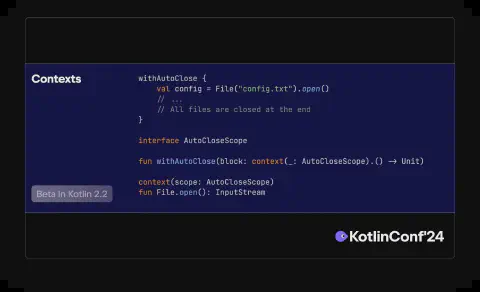 Contexts
withAutoClose {
    val config = File("config.txt").open()
    // ...
    // All files are closed at the end
}
interface AutoCloseScope
fun withAutoClose(block: context(_: AutoCloseScope).() -> Unit)
context(scope: AutoCloseScope)
fun File.open(): InputStream
Beta in Kotlin 2.2
KotlinConf'24